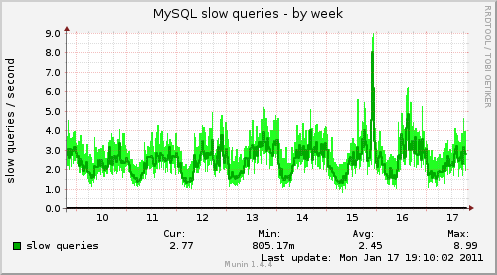 MySQL slow queries - by week
RRDTOOL / TOBI OETIKER
slow queries / second
9.0
8.0
7.0
6.0
5.0
4.0
3.0
2.0
1.0
0.0
10 11 12 13 14 15 16 17
Cur: Min: Avg: Max:
slow queries 2.77 805.17m 2.45 8.99
Last update: Mon Jan 17 19:10:02 2011
Munin 1.4.4